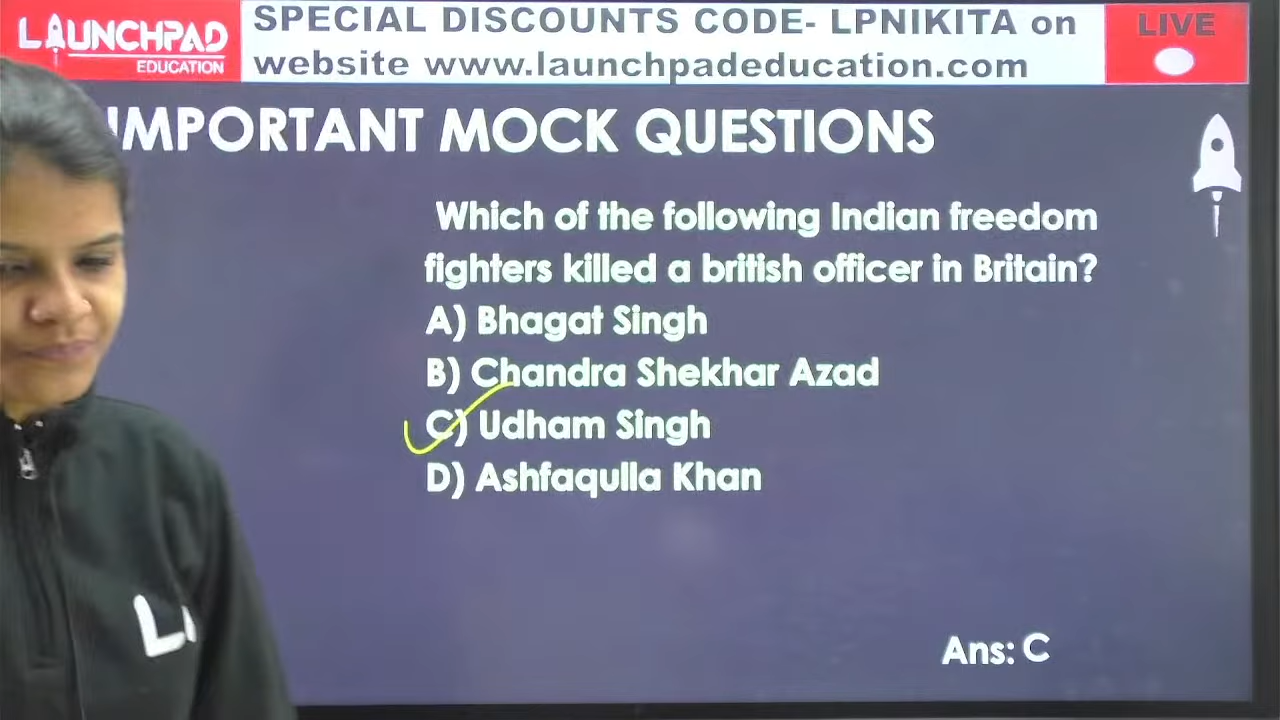 LAUNCHPAD
EDUCATION
SPECIAL DISCOUNTS CODE- LPNIKITA on
website www.launchpadeducation.com
LIVE
IMPORTANT MOCK QUESTIONS
Which of the following Indian freedom
fighters killed a british officer in Britain?
A) Bhagat Singh
B) Chandra Shekhar Azad
C) Udham Singh
D) Ashfaqulla Khan
Ans: C